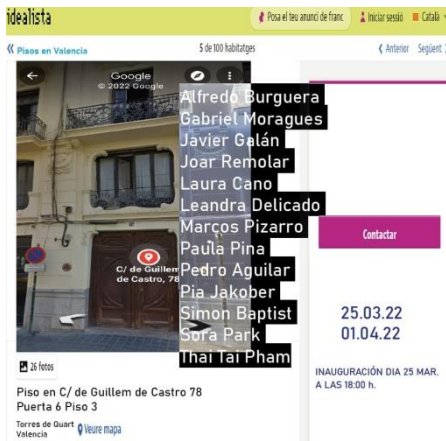 idealista
Posa el teu anunci de franc
Iniciar sessió
Català
Pisos en Valencia
5 de 100 habitatges
Anterior
Següent
Google
© 2022 Google
Alfredo Burguera
Gabriel Moragues
Javier Galán
Joar Remolar
Laura Cano
Leandra Delicado
Marcos Pizarro
Paula Pina
Pedro Aguilar
Pia Jakober
Simon Baptist
Sora Park
Thai Tai Pham
C/ de Guillem
de Castro, 78
Contactar
25.03.22
01.04.22
INAUGURACIÓN DIA 25 MAR.
A LAS 18:00 h.
26 fotos
Piso en C/ de Guillem de Castro 78
Puerta 6 Piso 3
Torres de Quart
Valencia
Veure mapa